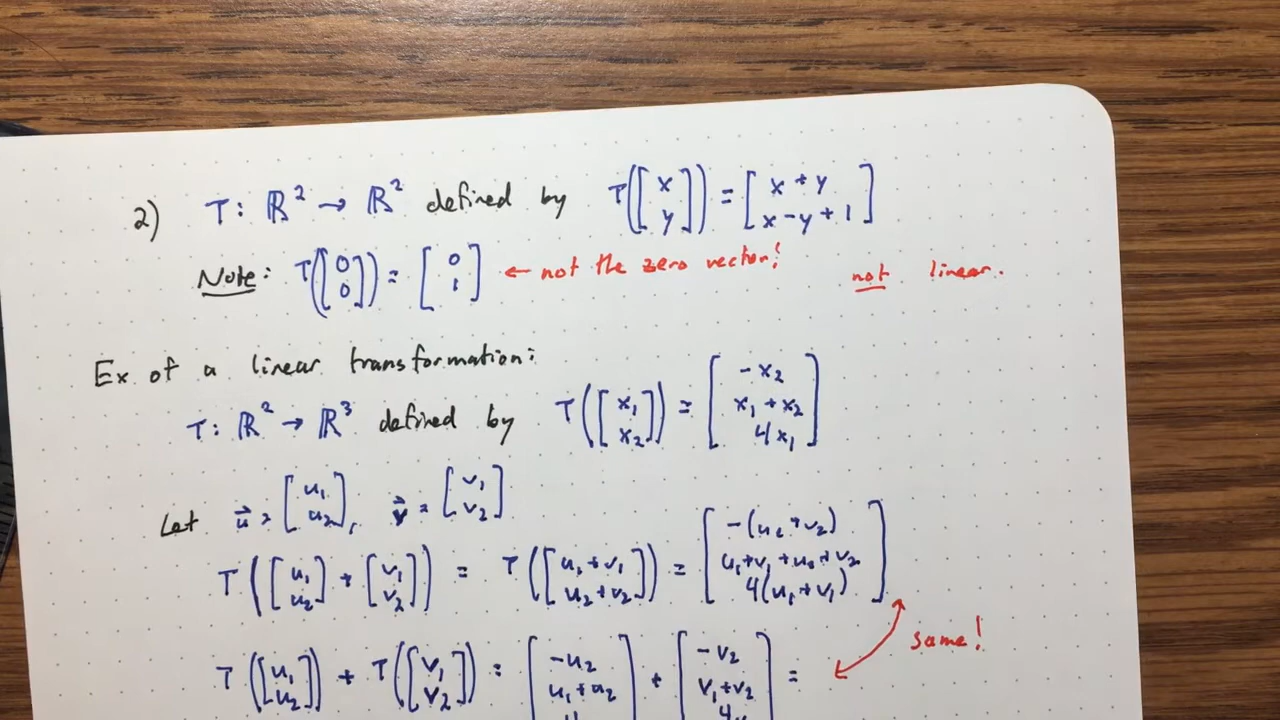 2) T: ℝ² → ℝ² defined by T([x y]) = [x + y x - y + 1]
Note: T([0 0]) = [0 1] ← not the zero vector! not linear.
Ex of a linear transformation:
T: ℝ² → ℝ³ defined by T([x₁ x₂]) = [-x₂ x₁ + x₂ 4x₁]
Let u⃗ = [u₁ u₂], v⃗ = [v₁ v₂]
T([u₁ u₂] + [v₁ v₂]) = T([u₁+v₁ u₂+v₂]) = [-(u₂+v₂) u₁+v₁+u₂+v₂ 4(u₁+v₁)]
same!
T([u₁ u₂]) + T([v₁ v₂]) = [-u₂ u₁+u₂ + [-v₂ v₁+v₂ =